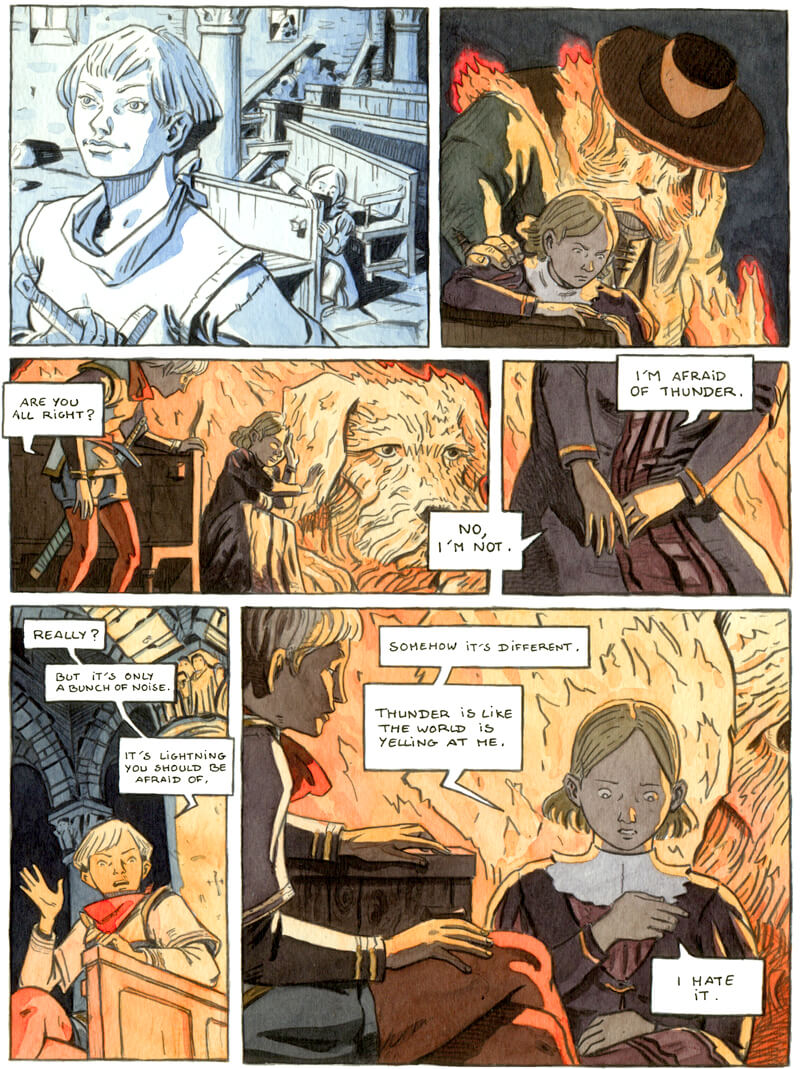 ARE YOU
ALL RIGHT?
NO,
I'M NOT.
I'M AFRAID
OF THUNDER.
REALLY?
BUT IT'S ONLY
A BUNCH OF NOISE.
IT'S LIGHTNING
YOU SHOULD BE
AFRAID OF.
SOMEHOW IT'S DIFFERENT.
THUNDER IS LIKE
THE WORLD IS
YELLING AT ME.
I HATE
IT.